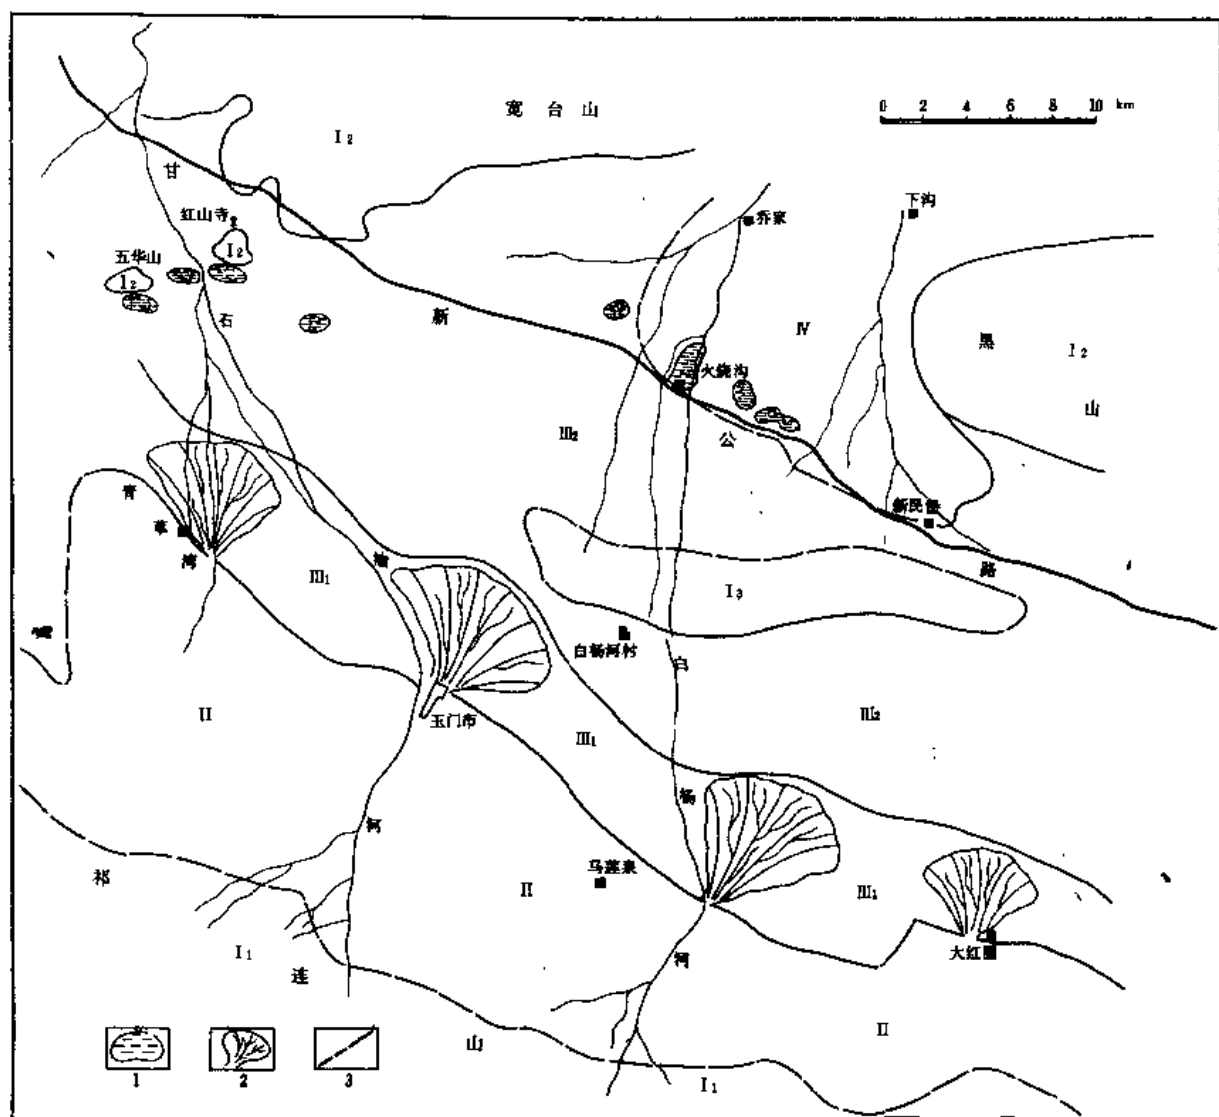 宽台山
0 2 4 6 8 10 km
I₂
甘
红山寺
I₂
下沟
乔家
五华山
I₂
石
新
Ⅳ
黑
I₂
山
火烧沟
Ⅲ₂
公
青
草
湾
新民堡
Ⅲ₁
路
I₃
白杨河村
白
Ⅱ
玉门市
Ⅲ₁
Ⅲ₂
杨
河
祁
马莲泉
Ⅱ
Ⅲ₁
I₁
连
河
大红圈
Ⅱ
山
I₁
1
2
3